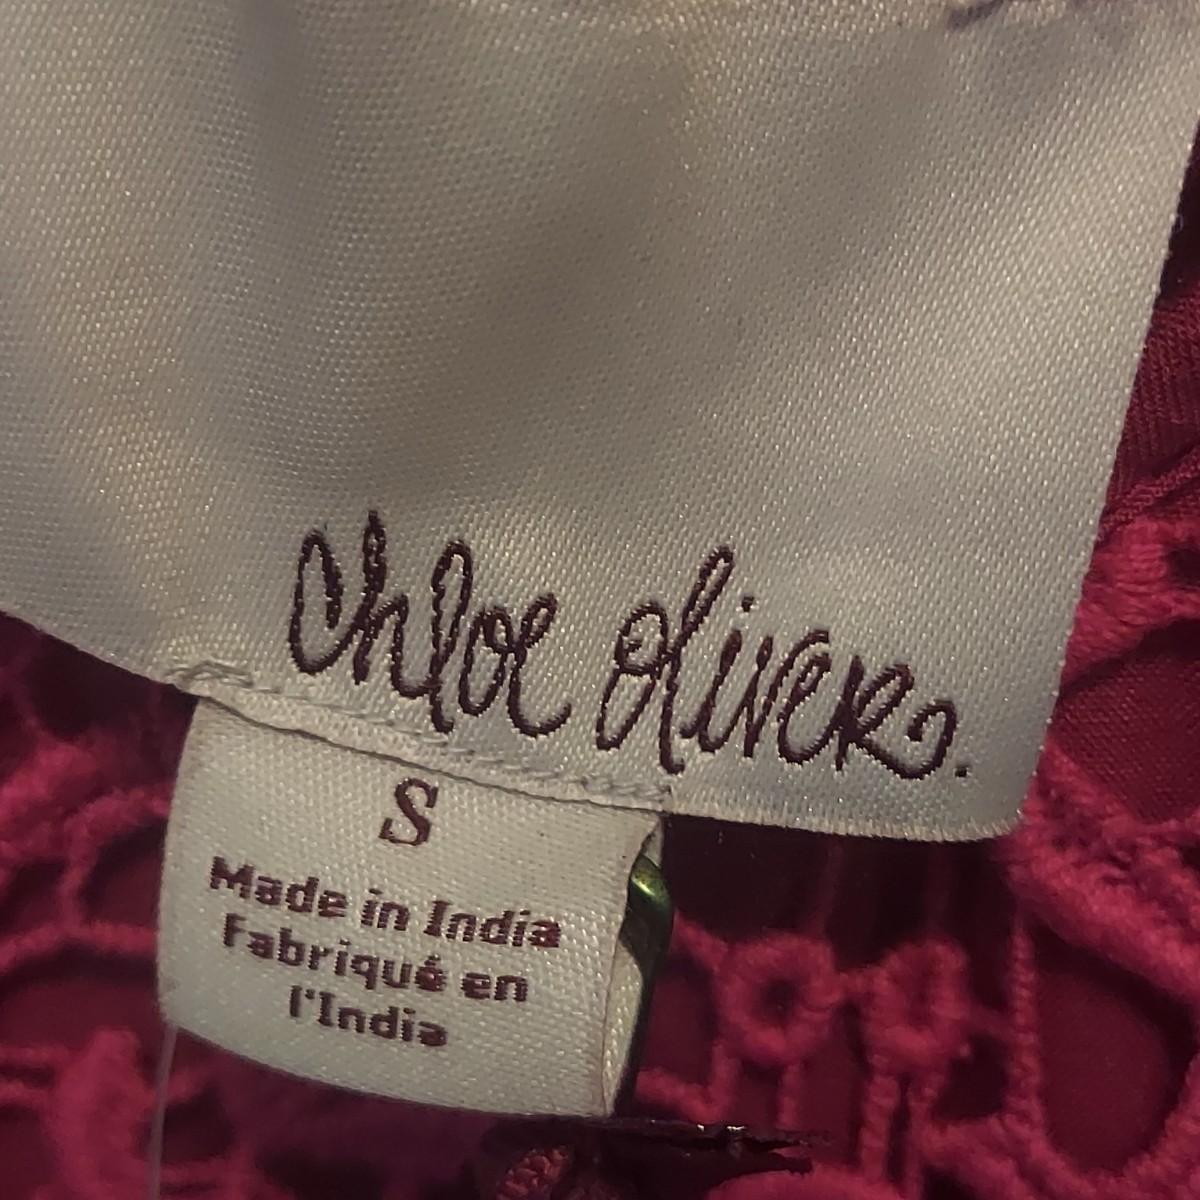 chloe oliver.
S
Made in India
Fabriqué en
l'India